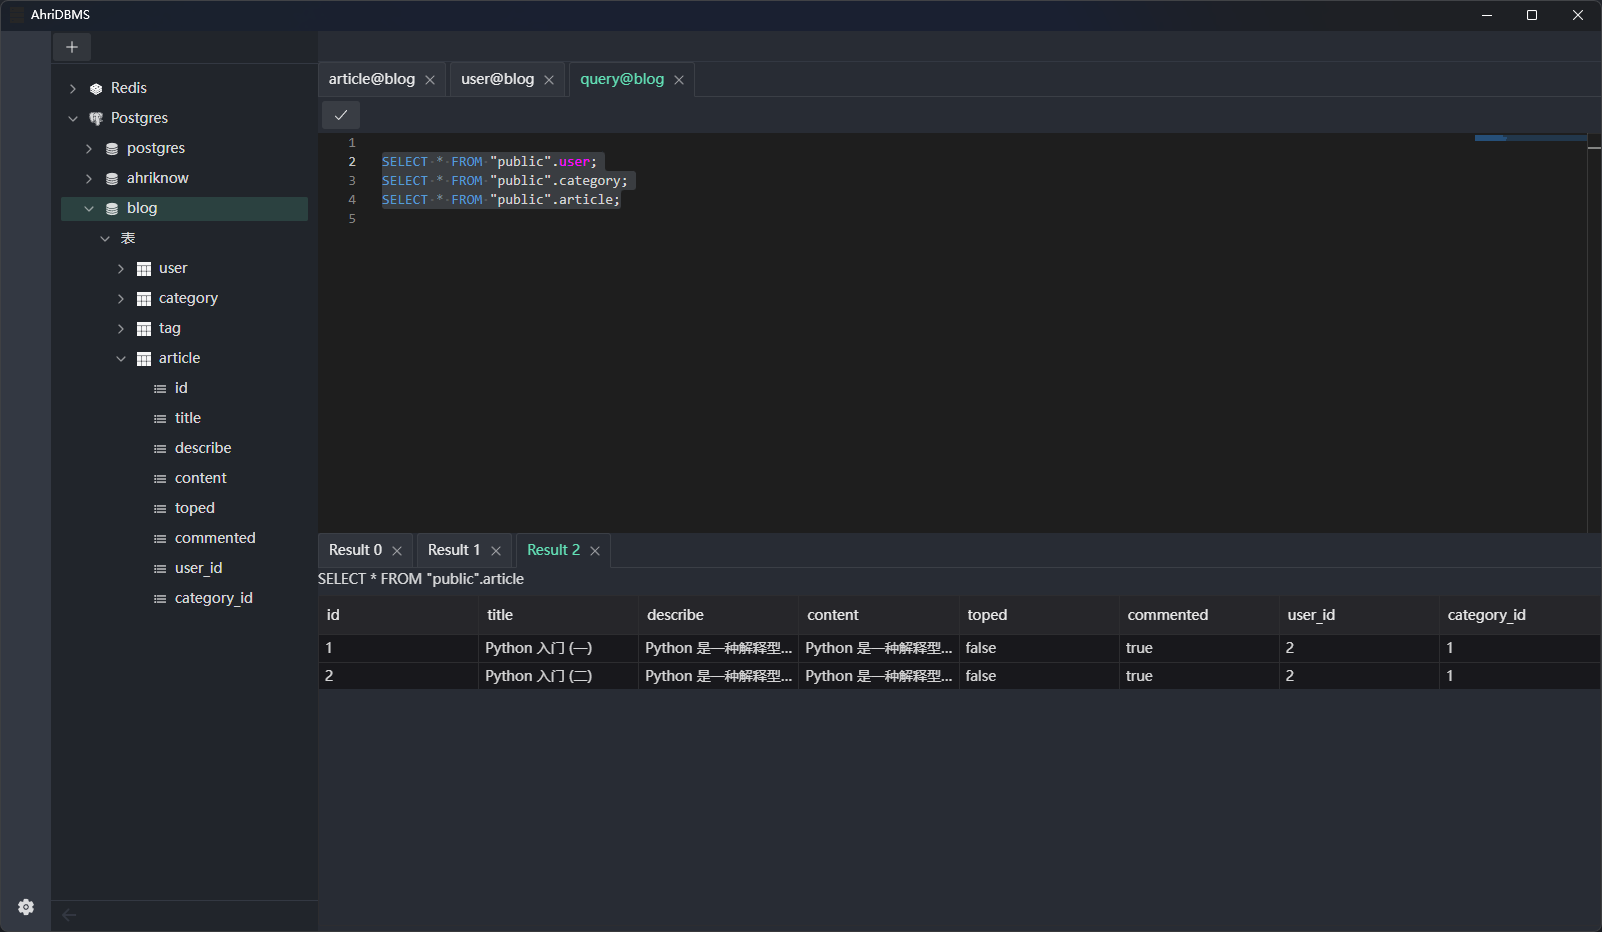 AhriDBMS
Redis
Postgres
postgres
ahriknow
blog
表
user
category
tag
article
id
title
describe
content
toped
commented
user_id
category_id
article@blog user@blog query@blog
1
2 SELECT * FROM "public".user;
3 SELECT * FROM "public".category;
4 SELECT * FROM "public".article;
5
Result 0 Result 1 Result 2
SELECT * FROM "public".article
id title describe content toped commented user_id category_id
1 Python 入门 (一) Python 是一种解释型... Python 是一种解释型... false true 2 1
2 Python 入门 (二) Python 是一种解释型... Python 是一种解释型... false true 2 1